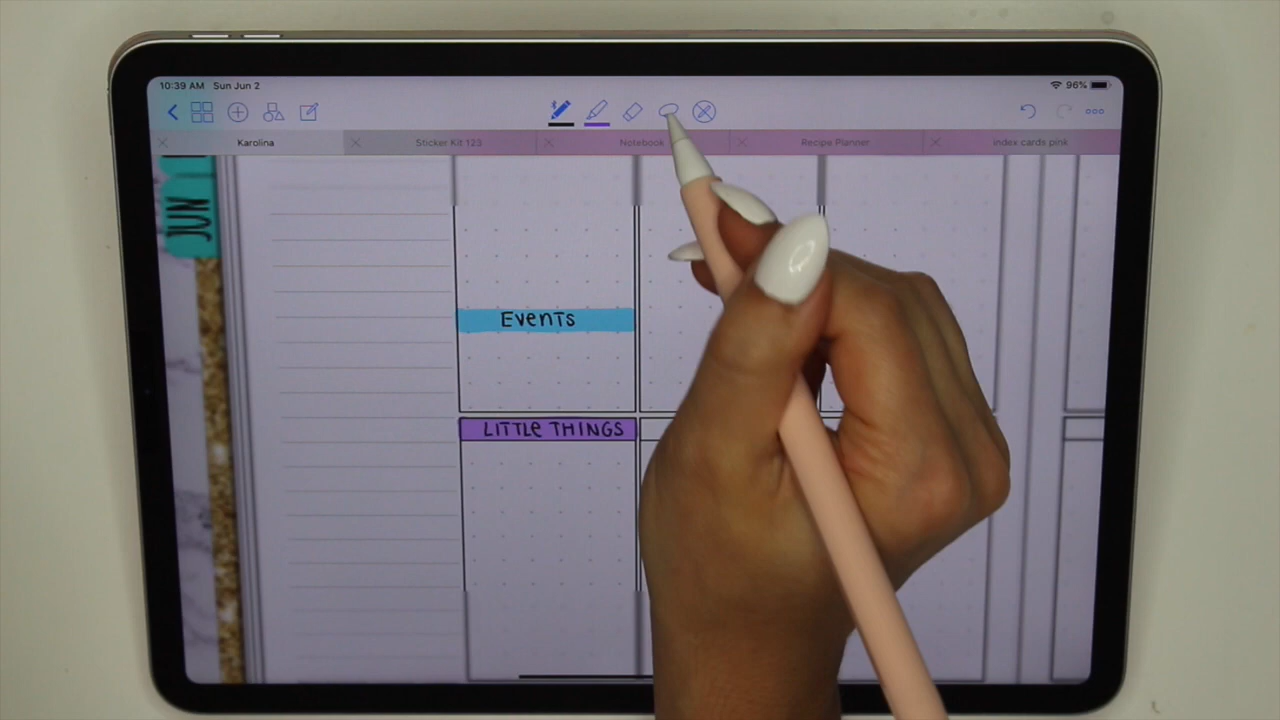 10:39 AM Sun Jun 2 96%
Karolina Sticker Kit 123 Notebook Recipe Planner index cards pink
JUN
Events
LITTLE THINGS